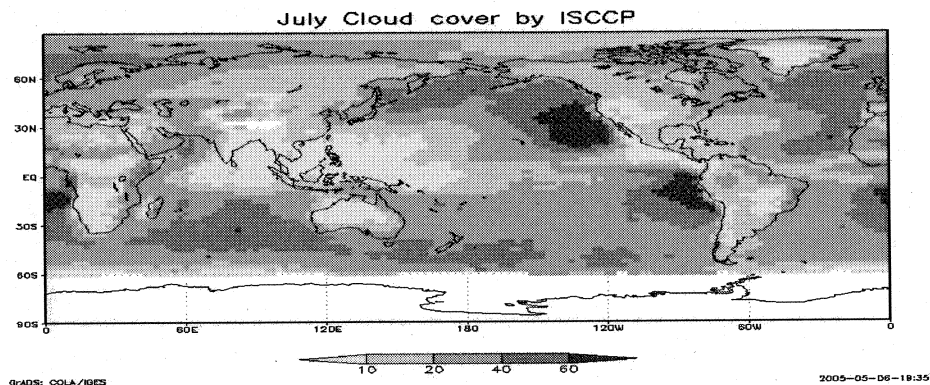 July Cloud cover by ISCCP
60N
30N
EQ
30S
60S
90S
0 60E 120E 180 120W 60W 0
10 20 40 60
GrADS: COLA/IGES 2005-05-06-19:35